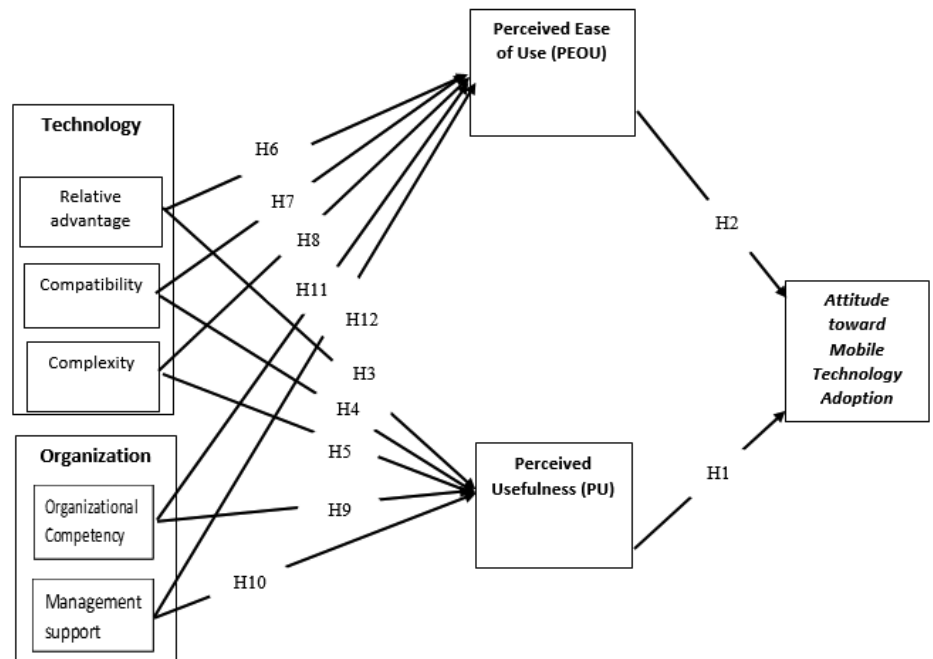 Technology
Relative
advantage
Compatibility
Complexity
Organization
Organizational
Competency
Management
support
H6
H7
H8
H11
H12
H3
H4
H5
H9
H10
Perceived Ease
of Use (PEOU)
Perceived
Usefulness (PU)
H2
H1
Attitude
toward
Mobile
Technology
Adoption